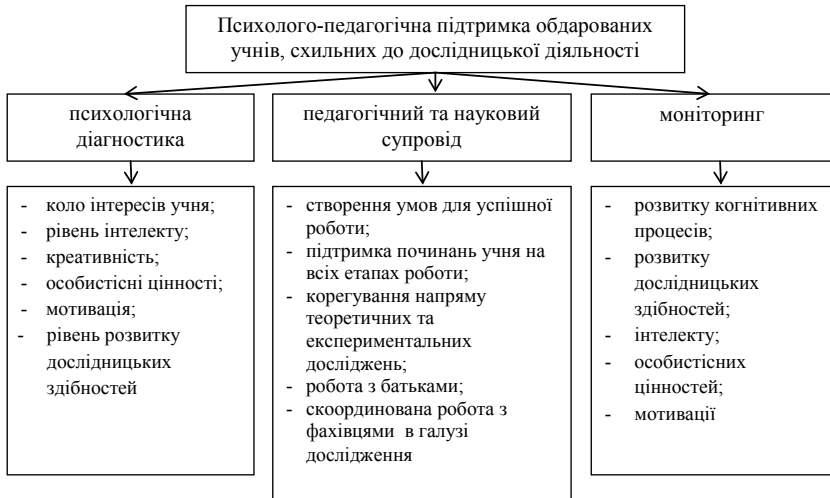 Психолого-педагогічна підтримка обдарованих
учнів, схильних до дослідницької діяльності
психологічна
діагностика
педагогічний та науковий
супровід
моніторинг
- коло інтересів учня;
- рівень інтелекту;
- креативність;
- особистісні цінності;
- мотивація;
- рівень розвитку
дослідницьких
здібностей
- створення умов для успішної
роботи;
- підтримка починань учня на
всіх етапах роботи;
- корегування напряму
теоретичних та
експериментальних
досліджень;
- робота з батьками;
- скоординована робота з
фахівцями в галузі
дослідження
- розвитку когнітивних
процесів;
- розвитку
дослідницьких
здібностей;
- інтелекту;
- особистісних
цінностей;
- мотивації